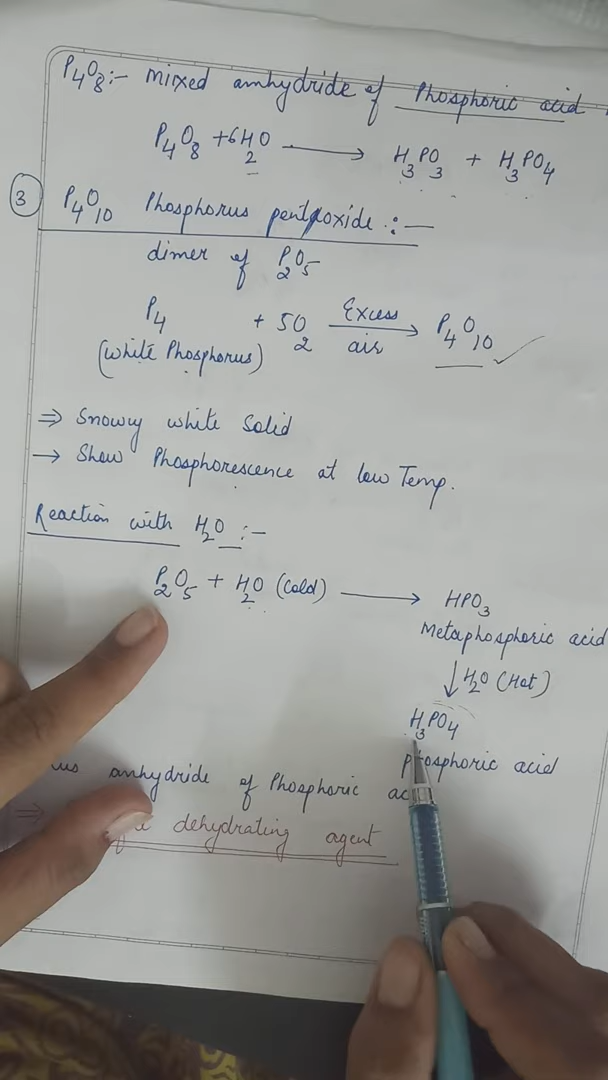 P4O8:- mixed anhydride of Phosphoric acid
P4O8 + 6H2O ⟶ H3PO3 + H3PO4
③ P4O10 Phosphorus pentoxide :-
dimer of P2O5
P4 + 5O2 Excess air ⟶ P4O10 ✓
(White Phosphorus)
⇒ Snowy white Solid
→ Show Phosphorescence at low Temp.
Reaction with H2O :-
P2O5 + H2O (Cold) ⟶ HPO3
Metaphosphoric acid
↓ H2O (Hot)
H3PO4
phosphoric acid
anhydride of Phosphoric
⇒ dehydrating agent